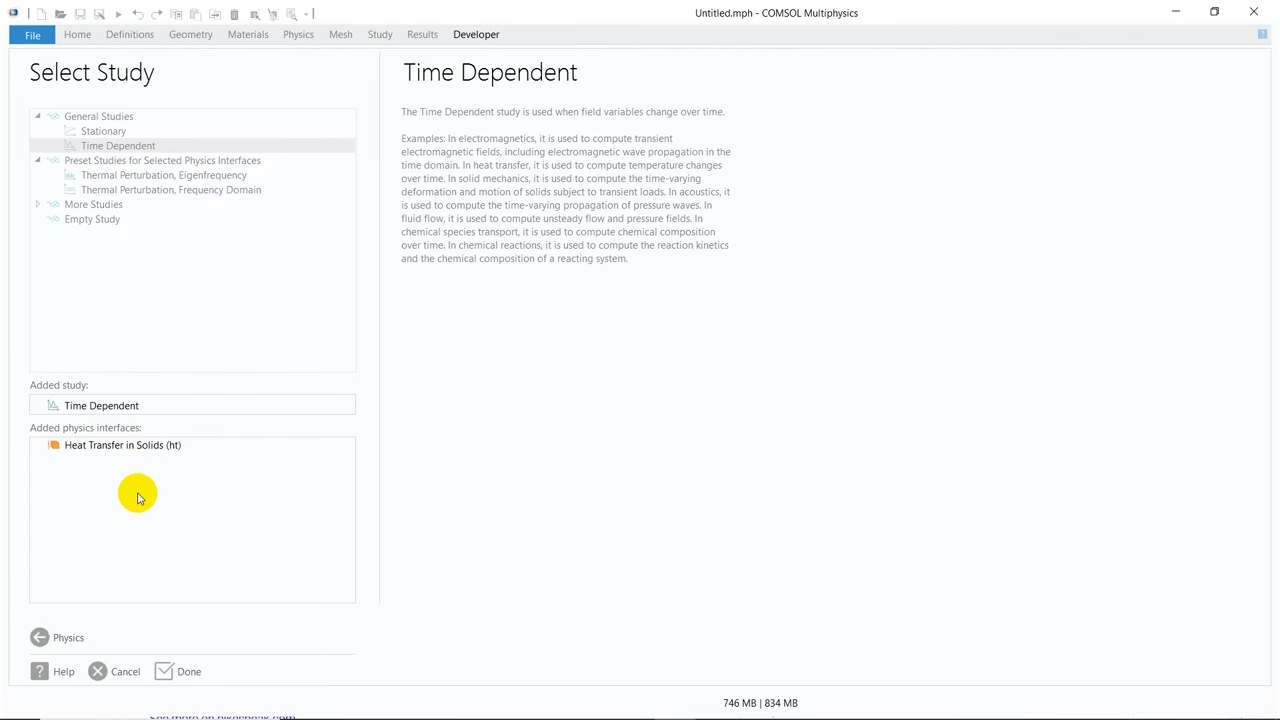 Untitled.mph - COMSOL Multiphysics
File Home Definitions Geometry Materials Physics Mesh Study Results Developer
Select Study
General Studies
Stationary
Time Dependent
Preset Studies for Selected Physics Interfaces
Thermal Perturbation, Eigenfrequency
Thermal Perturbation, Frequency Domain
More Studies
Empty Study
Added study:
Time Dependent
Added physics interfaces:
Heat Transfer in Solids (ht)
Physics
? Help Cancel Done
Time Dependent
The Time Dependent study is used when field variables change over time.
Examples: In electromagnetics, it is used to compute transient
electromagnetic fields, including electromagnetic wave propagation in the
time domain. In heat transfer, it is used to compute temperature changes
over time. In solid mechanics, it is used to compute the time-varying
deformation and motion of solids subject to transient loads. In acoustics, it
is used to compute the time-varying propagation of pressure waves. In
fluid flow, it is used to compute unsteady flow and pressure fields. In
chemical species transport, it is used to compute chemical composition
over time. In chemical reactions, it is used to compute the reaction kinetics
and the chemical composition of a reacting system.
746 MB | 834 MB